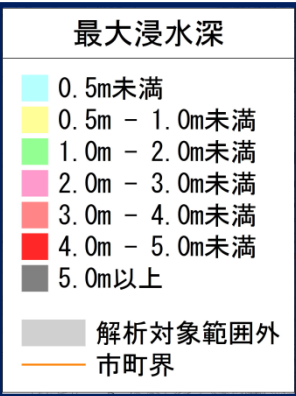 最大浸水深
0.5m未満
0.5m - 1.0m未満
1.0m - 2.0m未満
2.0m - 3.0m未満
3.0m - 4.0m未満
4.0m - 5.0m未満
5.0m以上
解析対象範囲外
市町界